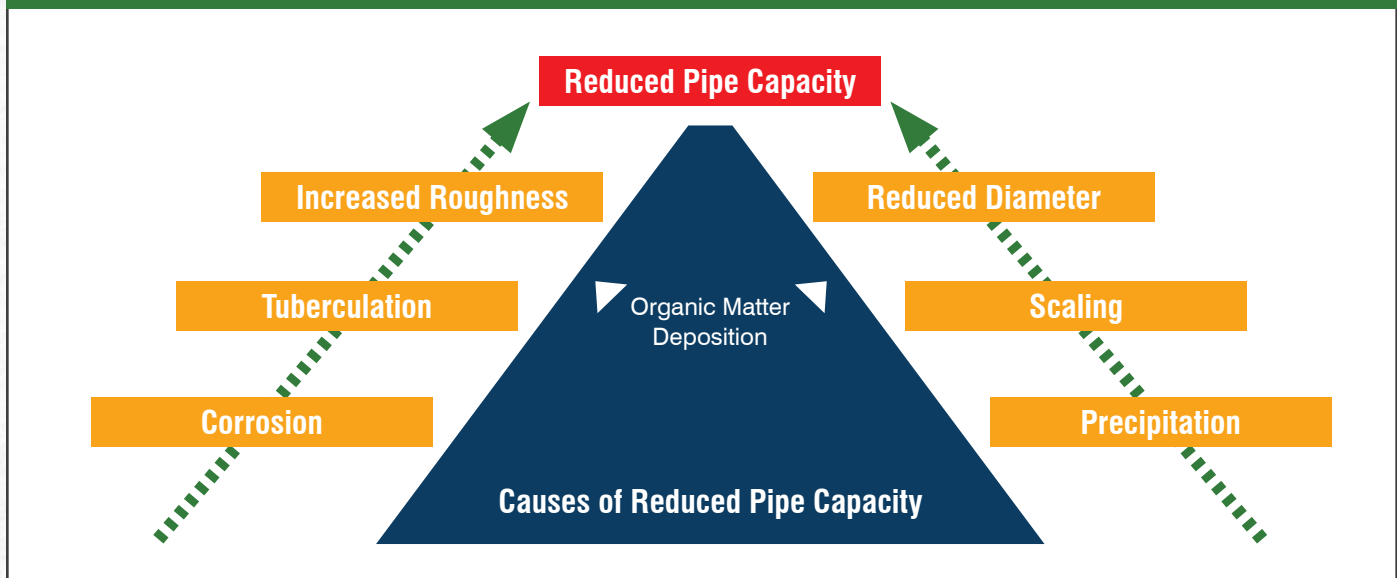 Reduced Pipe Capacity
Increased Roughness
Reduced Diameter
Tuberculation
Organic Matter
Deposition
Scaling
Corrosion
Precipitation
Causes of Reduced Pipe Capacity